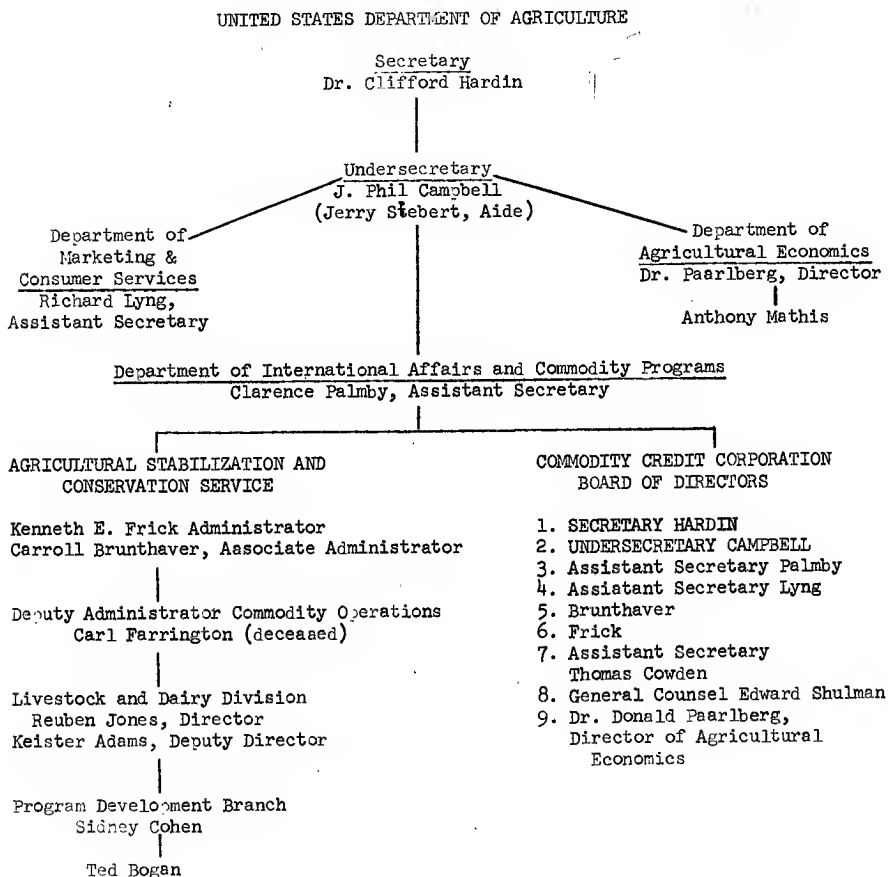 UNITED STATES DEPARTMENT OF AGRICULTURE
Secretary
Dr. Clifford Hardin
Undersecretary
J. Phil Campbell
(Jerry Stebert, Aide)
Department of
Marketing &
Consumer Services
Richard Lyng,
Assistant Secretary
Department of
Agricultural Economics
Dr. Paarlberg, Director
Anthony Mathis
Department of International Affairs and Commodity Programs
Clarence Palmby, Assistant Secretary
AGRICULTURAL STABILIZATION AND
CONSERVATION SERVICE
Kenneth E. Frick Administrator
Carroll Brunthaver, Associate Administrator
Deputy Administrator Commodity Operations
Carl Farrington (deceased)
Livestock and Dairy Division
Reuben Jones, Director
Keister Adams, Deputy Director
Program Development Branch
Sidney Cohen
Ted Bogan
COMMODITY CREDIT CORPORATION
BOARD OF DIRECTORS
1. SECRETARY HARDIN
2. UNDERSECRETARY CAMPBELL
3. Assistant Secretary Palmby
4. Assistant Secretary Lyng
5. Brunthaver
6. Frick
7. Assistant Secretary
Thomas Cowden
8. General Counsel Edward Shulman
9. Dr. Donald Paarlberg,
Director of Agricultural
Economics